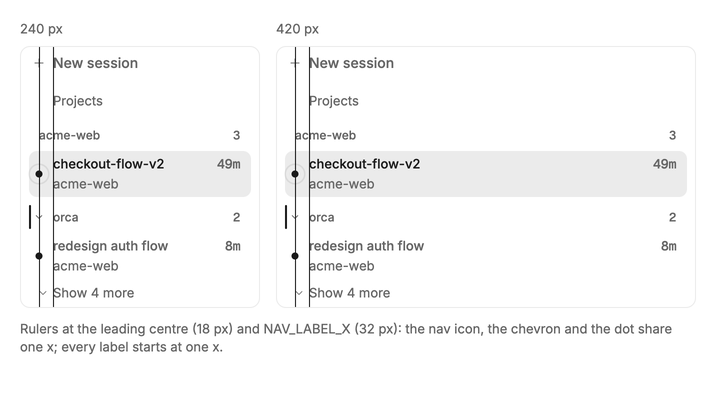 240 px
420 px
New session
Projects
acme-web 3
checkout-flow-v2 49m
acme-web
orca 2
redesign auth flow 8m
acme-web
Show 4 more
New session
Projects
acme-web 3
checkout-flow-v2 49m
acme-web
orca 2
redesign auth flow 8m
acme-web
Show 4 more
Rulers at the leading centre (18 px) and NAV_LABEL_X (32 px): the nav icon, the chevron and the dot share
one x; every label starts at one x.